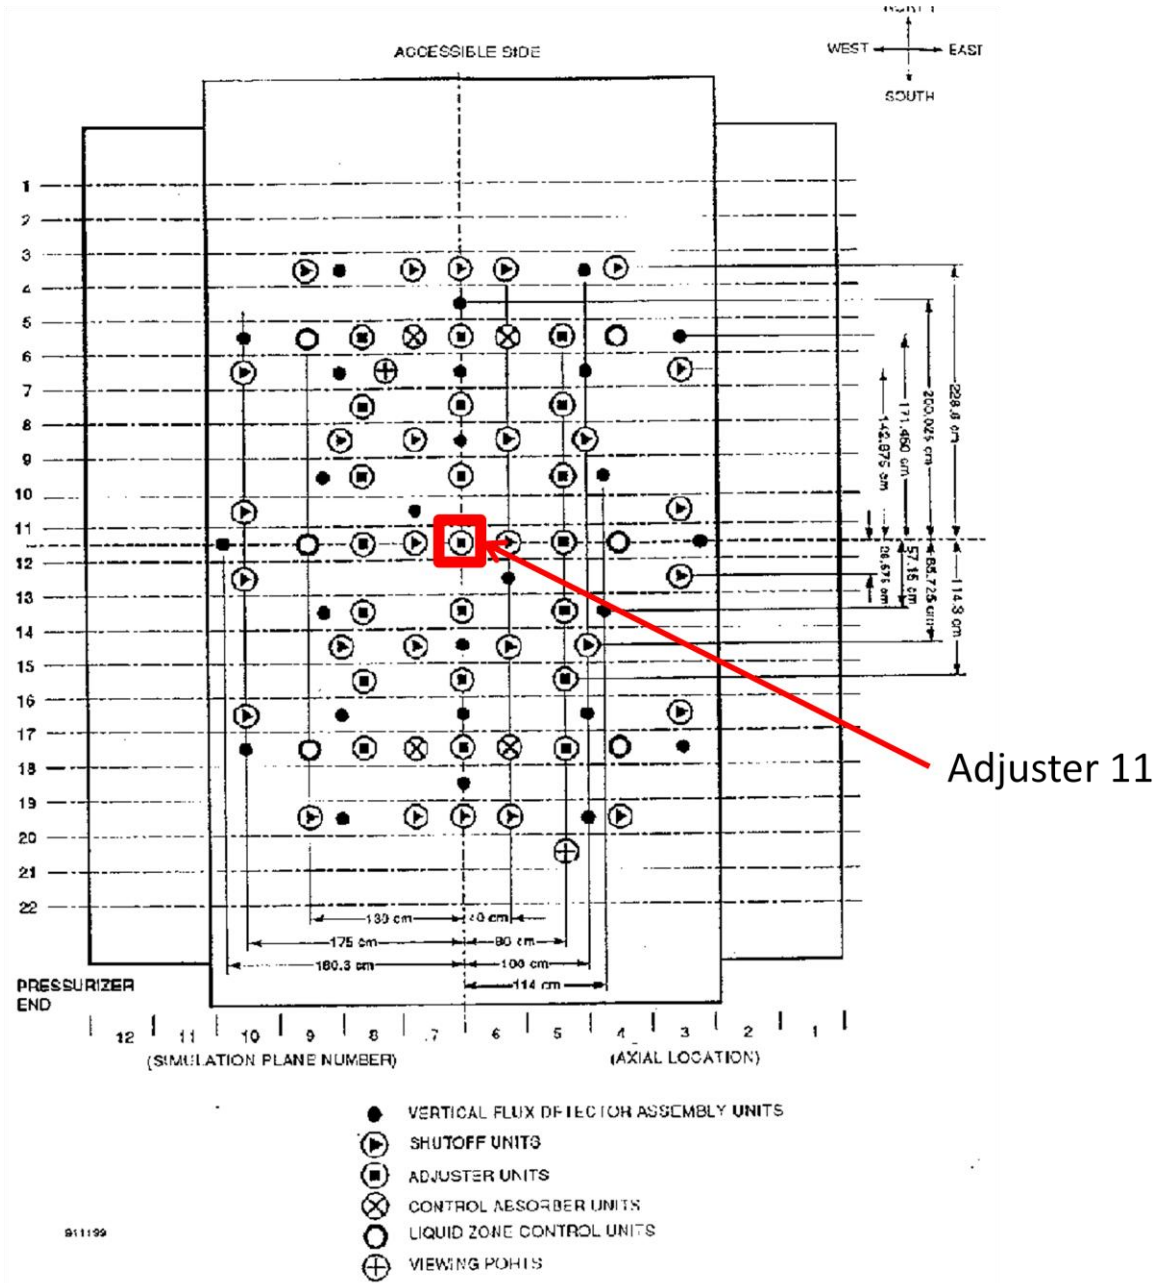 ACCESSIBLE SIDE
NORTH
WEST
EAST
SOUTH
1
2
3
4
5
6
7
8
9
10
11
12
13
14
15
16
17
18
19
20
21
22
228.6 cm
200.025 cm
171.450 cm
142.875 cm
28.575 cm
57.15 cm
85.725 cm
114.3 cm
Adjuster 11
130 cm
40 cm
175 cm
80 cm
180.3 cm
100 cm
114 cm
PRESSURIZER
END
12 11 10 9 8 7 6 5 4 3 2 1
(SIMULATION PLANE NUMBER)
(AXIAL LOCATION)
VERTICAL FLUX DETECTOR ASSEMBLY UNITS
SHUTOFF UNITS
ADJUSTER UNITS
CONTROL ABSORBER UNITS
LIQUID ZONE CONTROL UNITS
VIEWING PORTS
911199